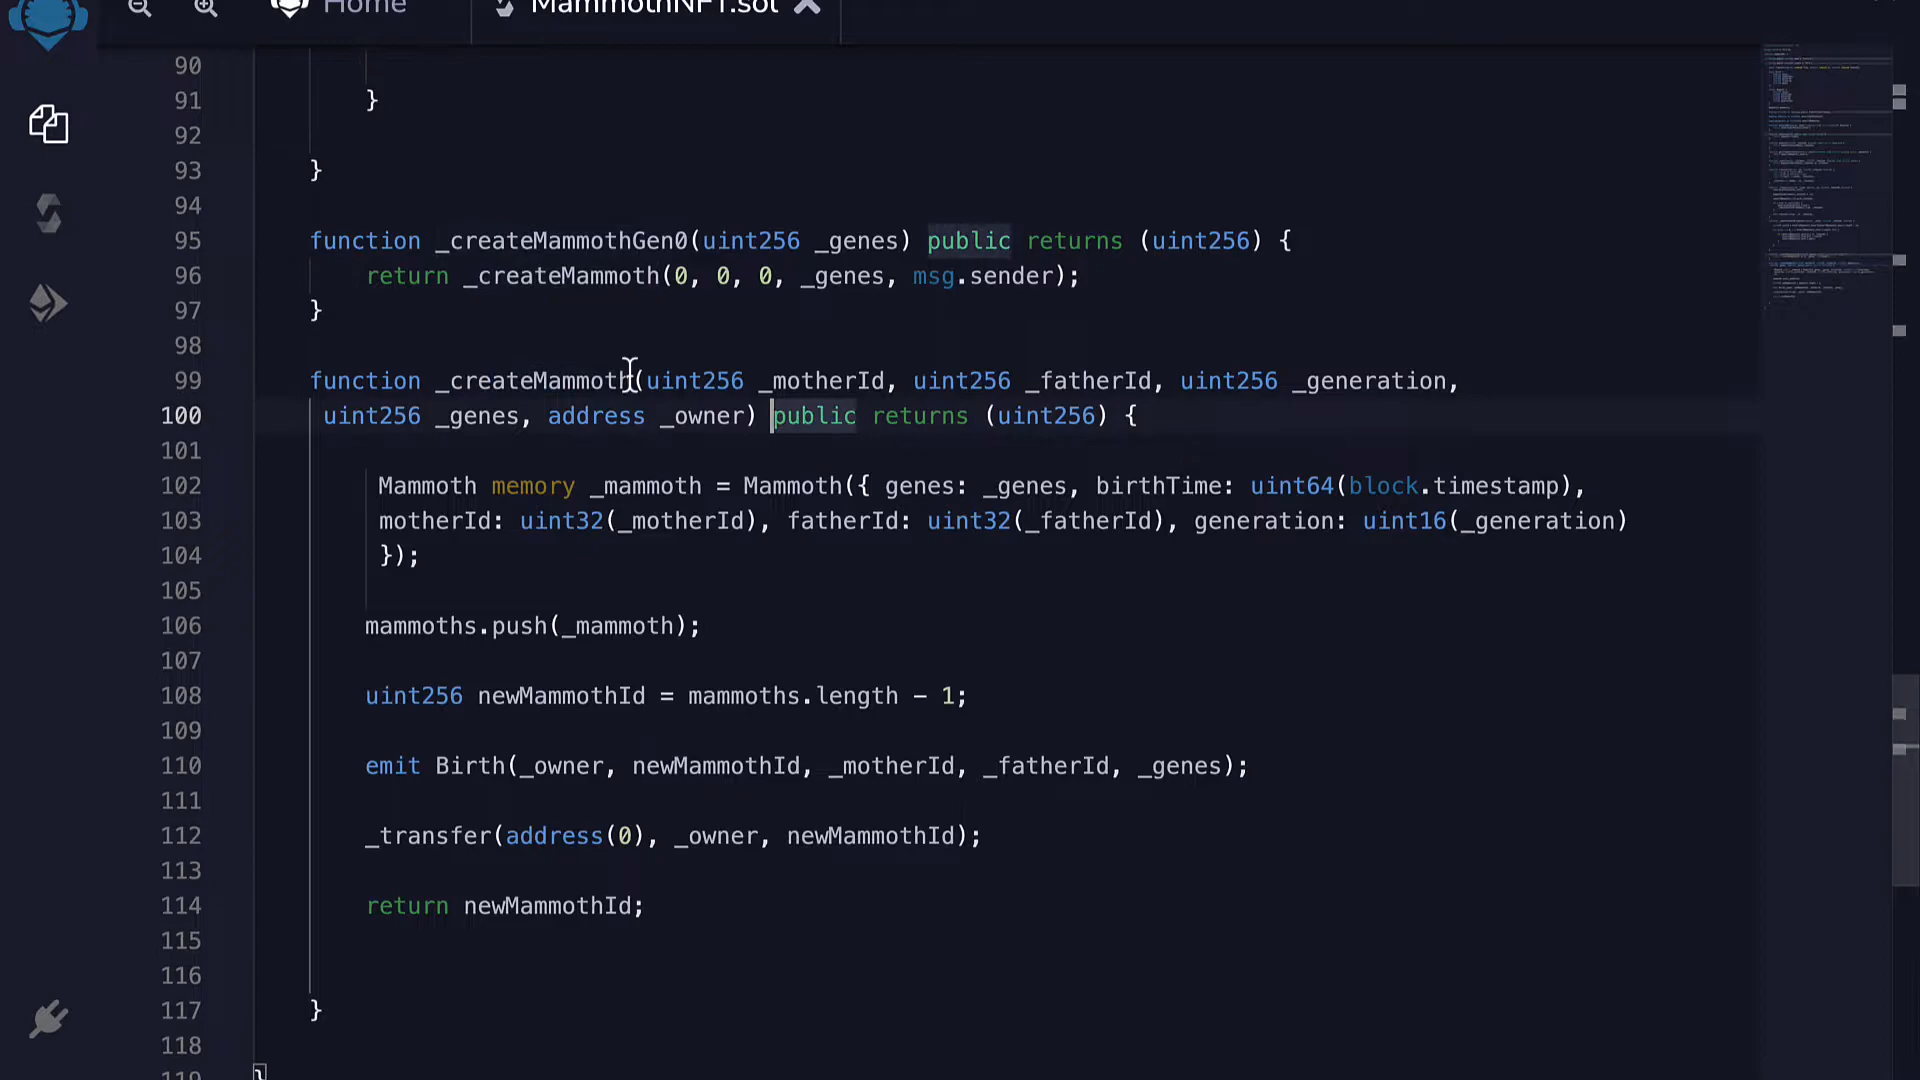 Home
MammothNFT.sol
90
91 }
92
93 }
94
95 function _createMammothGen0(uint256 _genes) public returns (uint256) {
96 return _createMammoth(0, 0, 0, _genes, msg.sender);
97 }
98
99 function _createMammoth(uint256 _motherId, uint256 _fatherId, uint256 _generation,
100 uint256 _genes, address _owner) public returns (uint256) {
101
102 Mammoth memory _mammoth = Mammoth({ genes: _genes, birthTime: uint64(block.timestamp),
103 motherId: uint32(_motherId), fatherId: uint32(_fatherId), generation: uint16(_generation)
104 });
105
106 mammoths.push(_mammoth);
107
108 uint256 newMammothId = mammoths.length - 1;
109
110 emit Birth(_owner, newMammothId, _motherId, _fatherId, _genes);
111
112 _transfer(address(0), _owner, newMammothId);
113
114 return newMammothId;
115
116
117 }
118
119 }